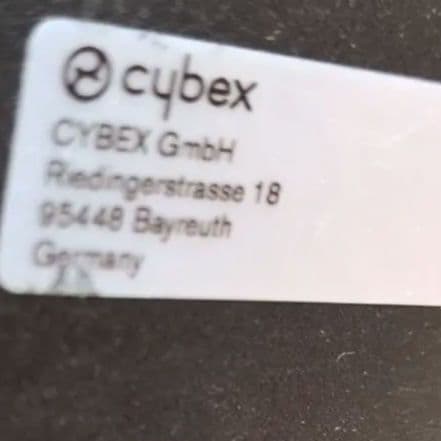 cybex
CYBEX GmbH
Riedingerstrasse 18
95448 Bayreuth
Germany